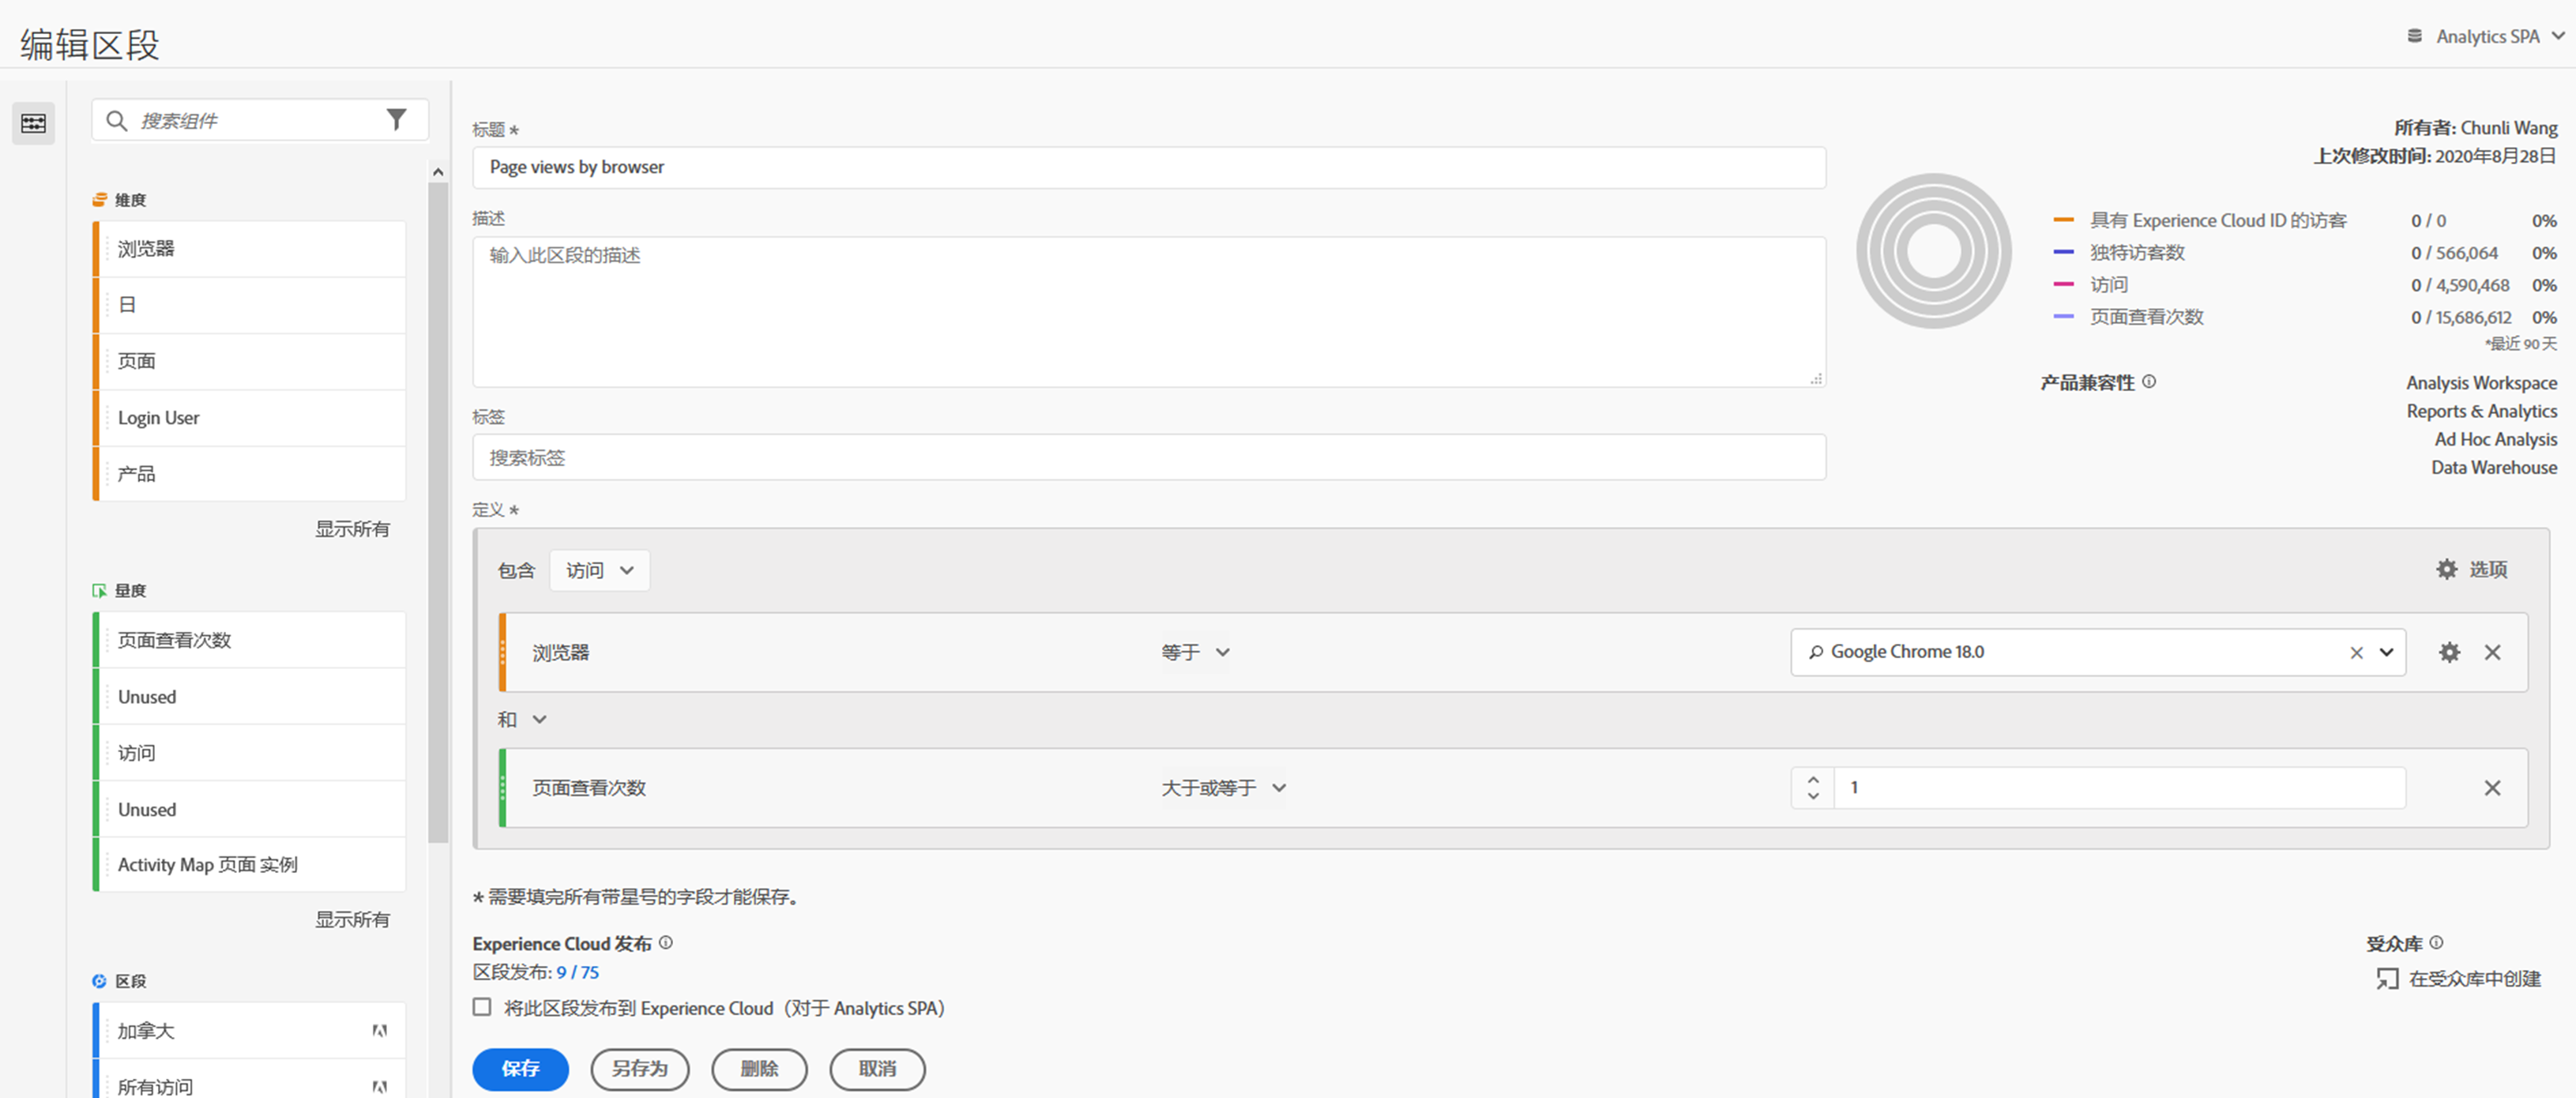 编辑区段
Analytics SPA
搜索组件
维度
浏览器
日
页面
Login User
产品
显示所有
量度
页面查看次数
Unused
访问
Unused
Activity Map 页面 实例
显示所有
区段
加拿大
所有访问
标题 *
Page views by browser
描述
输入此区段的描述
标签
搜索标签
所有者: Chunli Wang
上次修改时间: 2020年8月28日
具有 Experience Cloud ID 的访客 0 / 0 0%
独特访客数 0 / 566,064 0%
访问 0 / 4,590,468 0%
页面查看次数 0 / 15,686,612 0%
*最近 90 天
产品兼容性 Analysis Workspace
Reports & Analytics
Ad Hoc Analysis
Data Warehouse
定义 *
包含 访问 选项
浏览器 等于 Google Chrome 18.0
和
页面查看次数 大于或等于 1
* 需要填完所有带星号的字段才能保存。
Experience Cloud 发布
区段发布: 9 / 75
将此区段发布到 Experience Cloud（对于 Analytics SPA）
受众库
在受众库中创建
保存 另存为 删除 取消